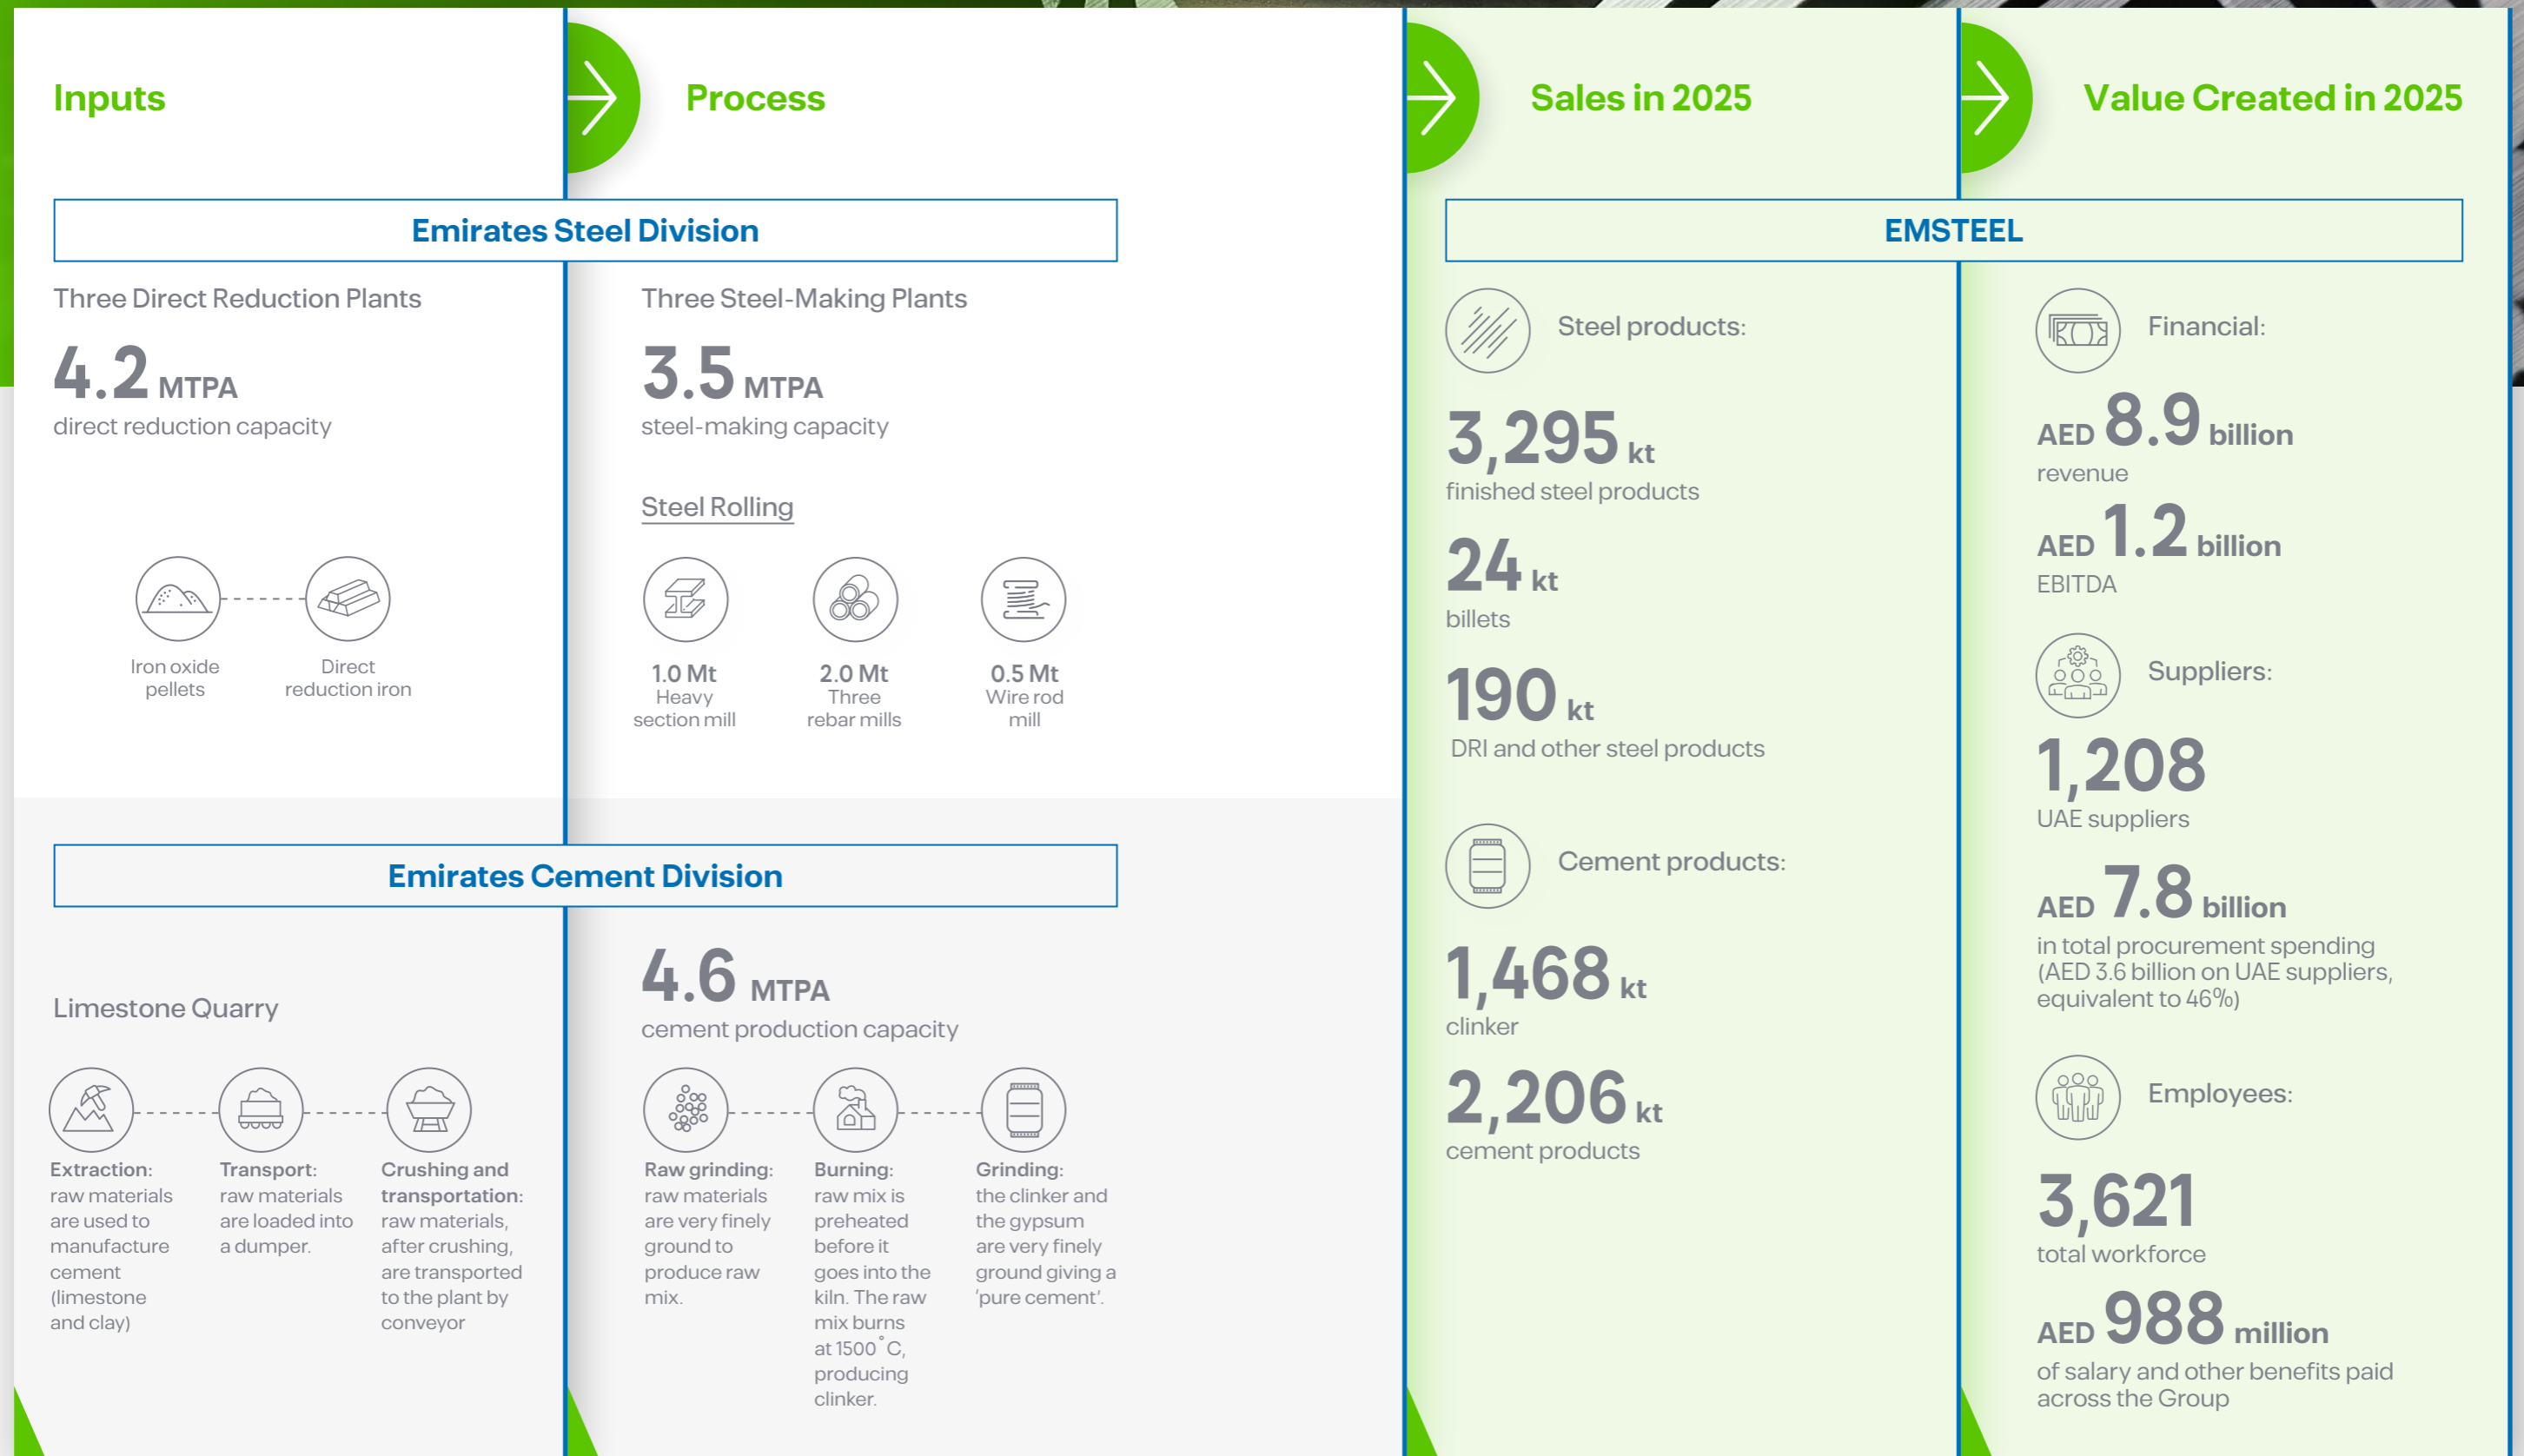 Inputs
Process
Sales in 2025
Value Created in 2025
Emirates Steel Division
EMSTEEL
Three Direct Reduction Plants
4.2 MTPA
direct reduction capacity
Iron oxide
pellets
Direct
reduction iron
Three Steel-Making Plants
3.5 MTPA
steel-making capacity
Steel Rolling
1.0 Mt
Heavy
section mill
2.0 Mt
Three
rebar mills
0.5 Mt
Wire rod
mill
Emirates Cement Division
Limestone Quarry
Extraction:
raw materials
are used to
manufacture
cement
(limestone
and clay)
Transport:
raw materials
are loaded into
a dumper.
Crushing and
transportation:
raw materials,
after crushing,
are transported
to the plant by
conveyor
4.6 MTPA
cement production capacity
Raw grinding:
raw materials
are very finely
ground to
produce raw
mix.
Burning:
raw mix is
preheated
before it
goes into the
kiln. The raw
mix burns
at 1500˚C,
producing
clinker.
Grinding:
the clinker and
the gypsum
are very finely
ground giving a
'pure cement'.
Steel products:
3,295 kt
finished steel products
24 kt
billets
190 kt
DRI and other steel products
Cement products:
1,468 kt
clinker
2,206 kt
cement products
Financial:
AED 8.9 billion
revenue
AED 1.2 billion
EBITDA
Suppliers:
1,208
UAE suppliers
AED 7.8 billion
in total procurement spending
(AED 3.6 billion on UAE suppliers,
equivalent to 46%)
Employees:
3,621
total workforce
AED 988 million
of salary and other benefits paid
across the Group